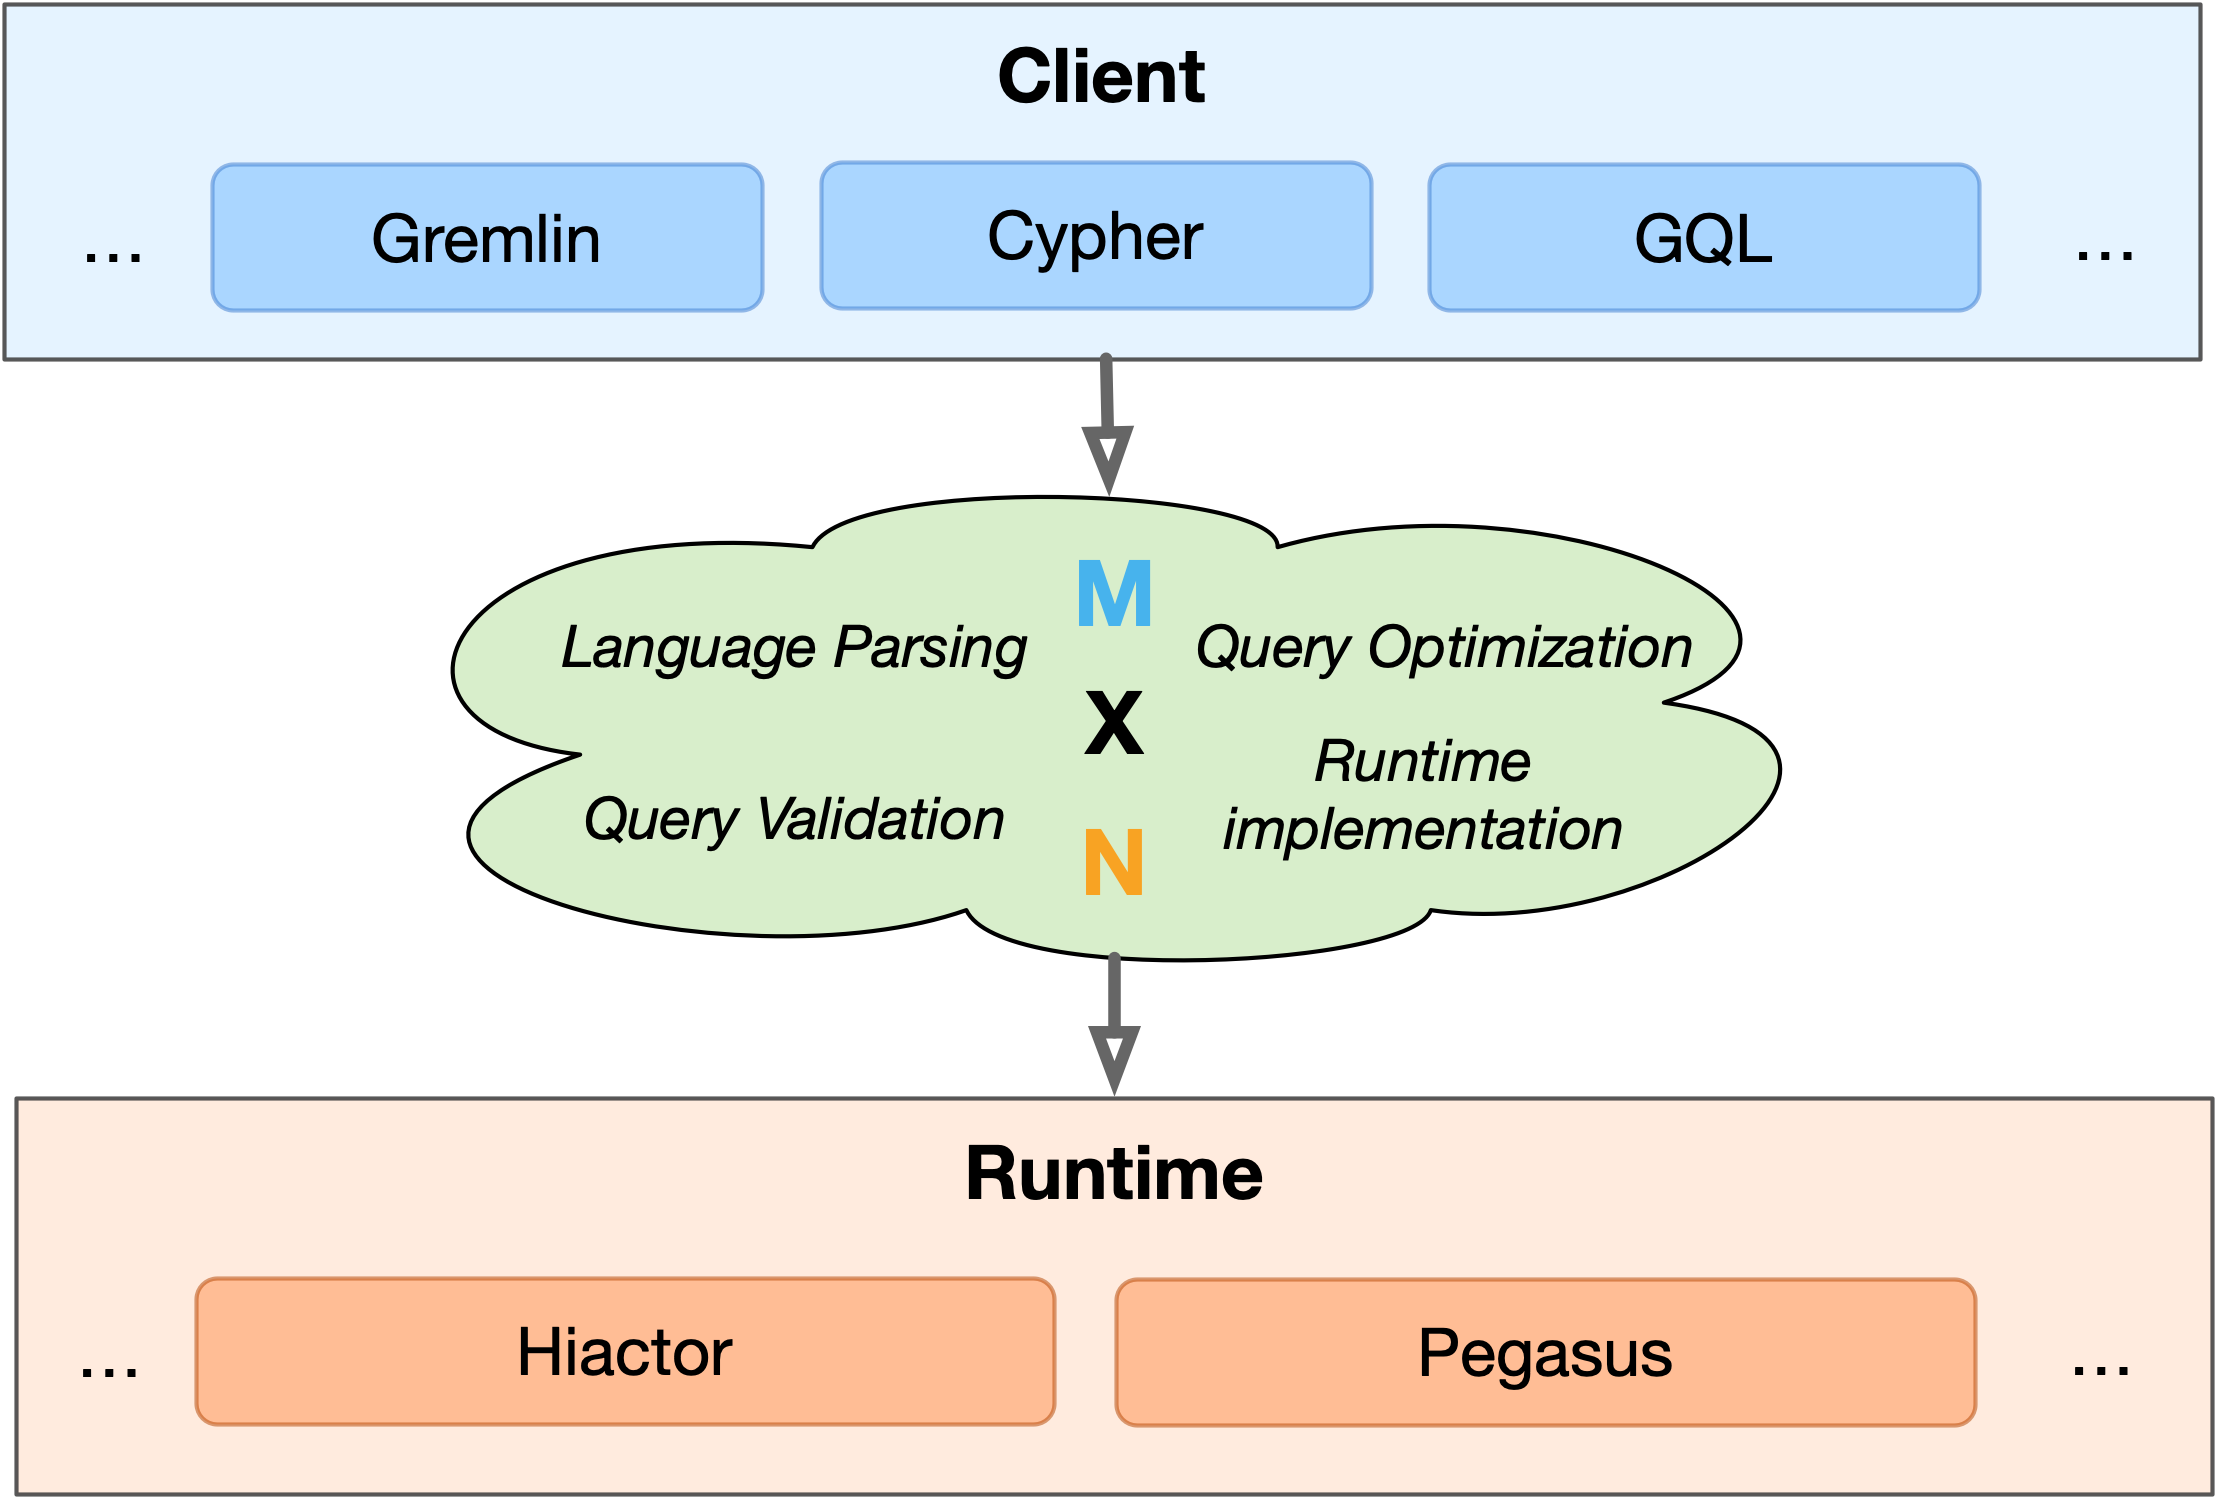 Client
... Gremlin Cypher GQL ...
M
Language Parsing Query Optimization
X
Runtime
Query Validation implementation
N
Runtime
... Hiactor Pegasus ...